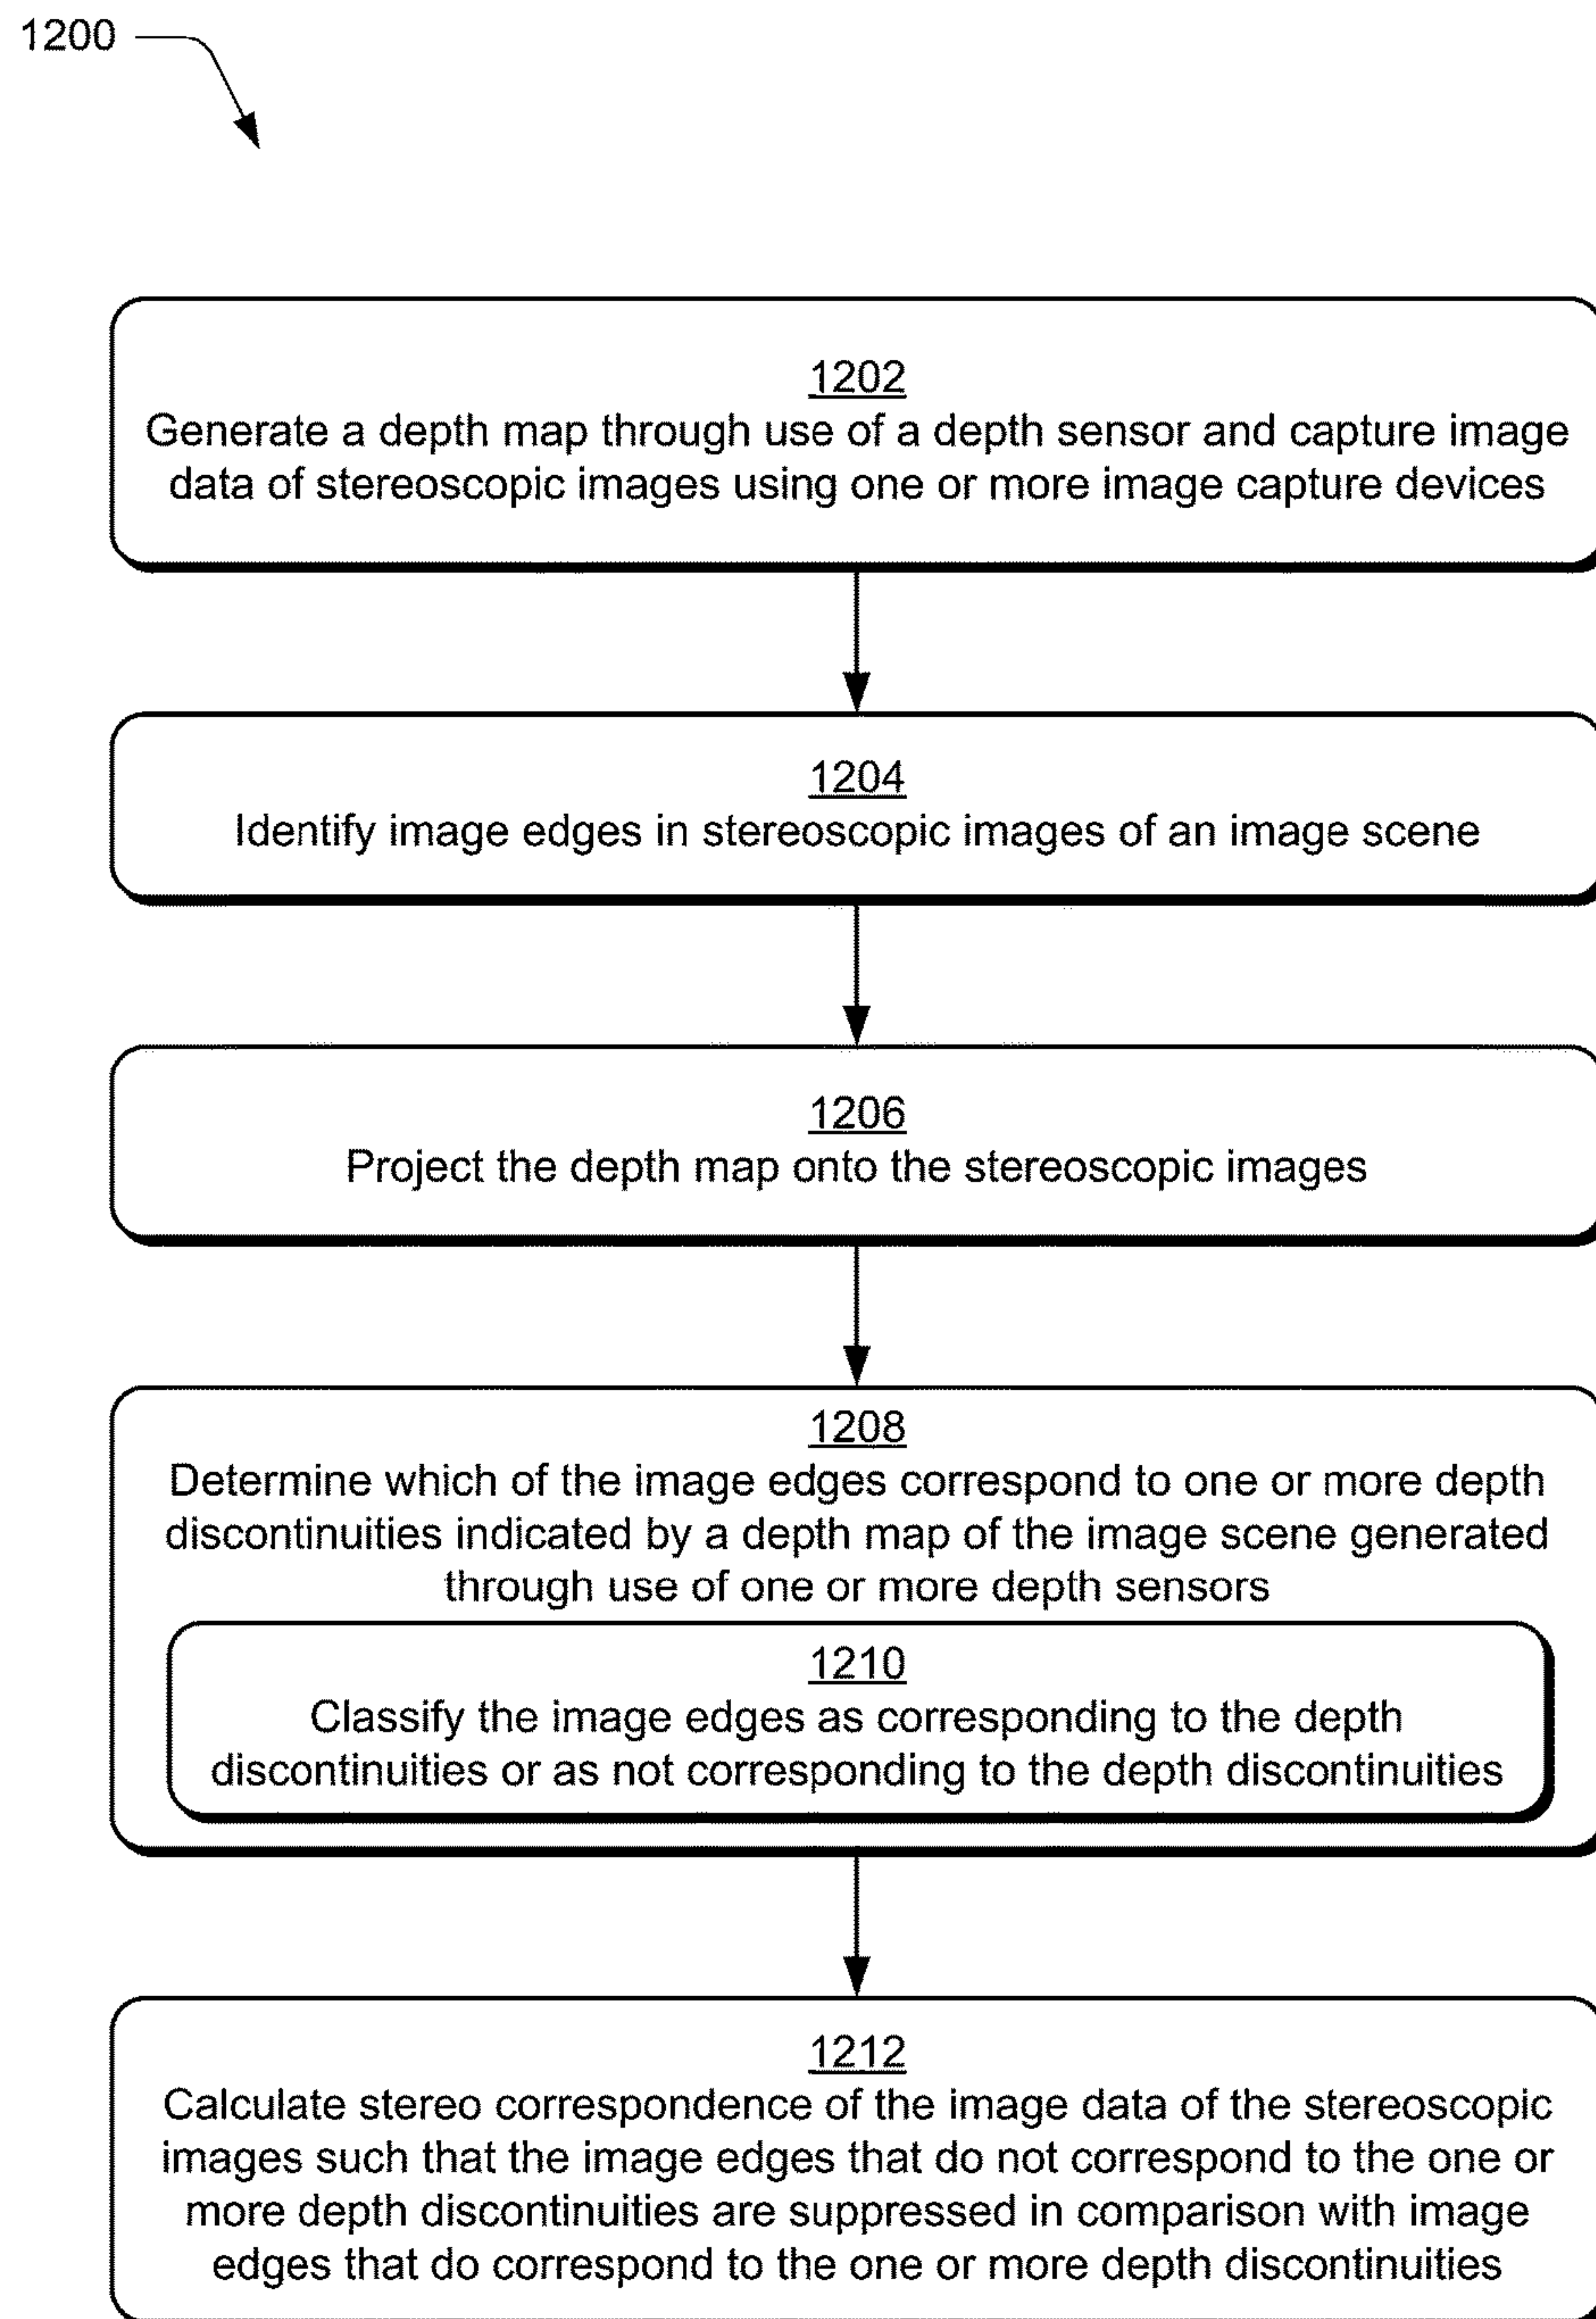 1200
1202
Generate a depth map through use of a depth sensor and capture image
data of stereoscopic images using one or more image capture devices
1204
Identify image edges in stereoscopic images of an image scene
1206
Project the depth map onto the stereoscopic images
1208
Determine which of the image edges correspond to one or more depth
discontinuities indicated by a depth map of the image scene generated
through use of one or more depth sensors
1210
Classify the image edges as corresponding to the depth
discontinuities or as not corresponding to the depth discontinuities
1212
Calculate stereo correspondence of the image data of the stereoscopic
images such that the image edges that do not correspond to the one or
more depth discontinuities are suppressed in comparison with image
edges that do correspond to the one or more depth discontinuities